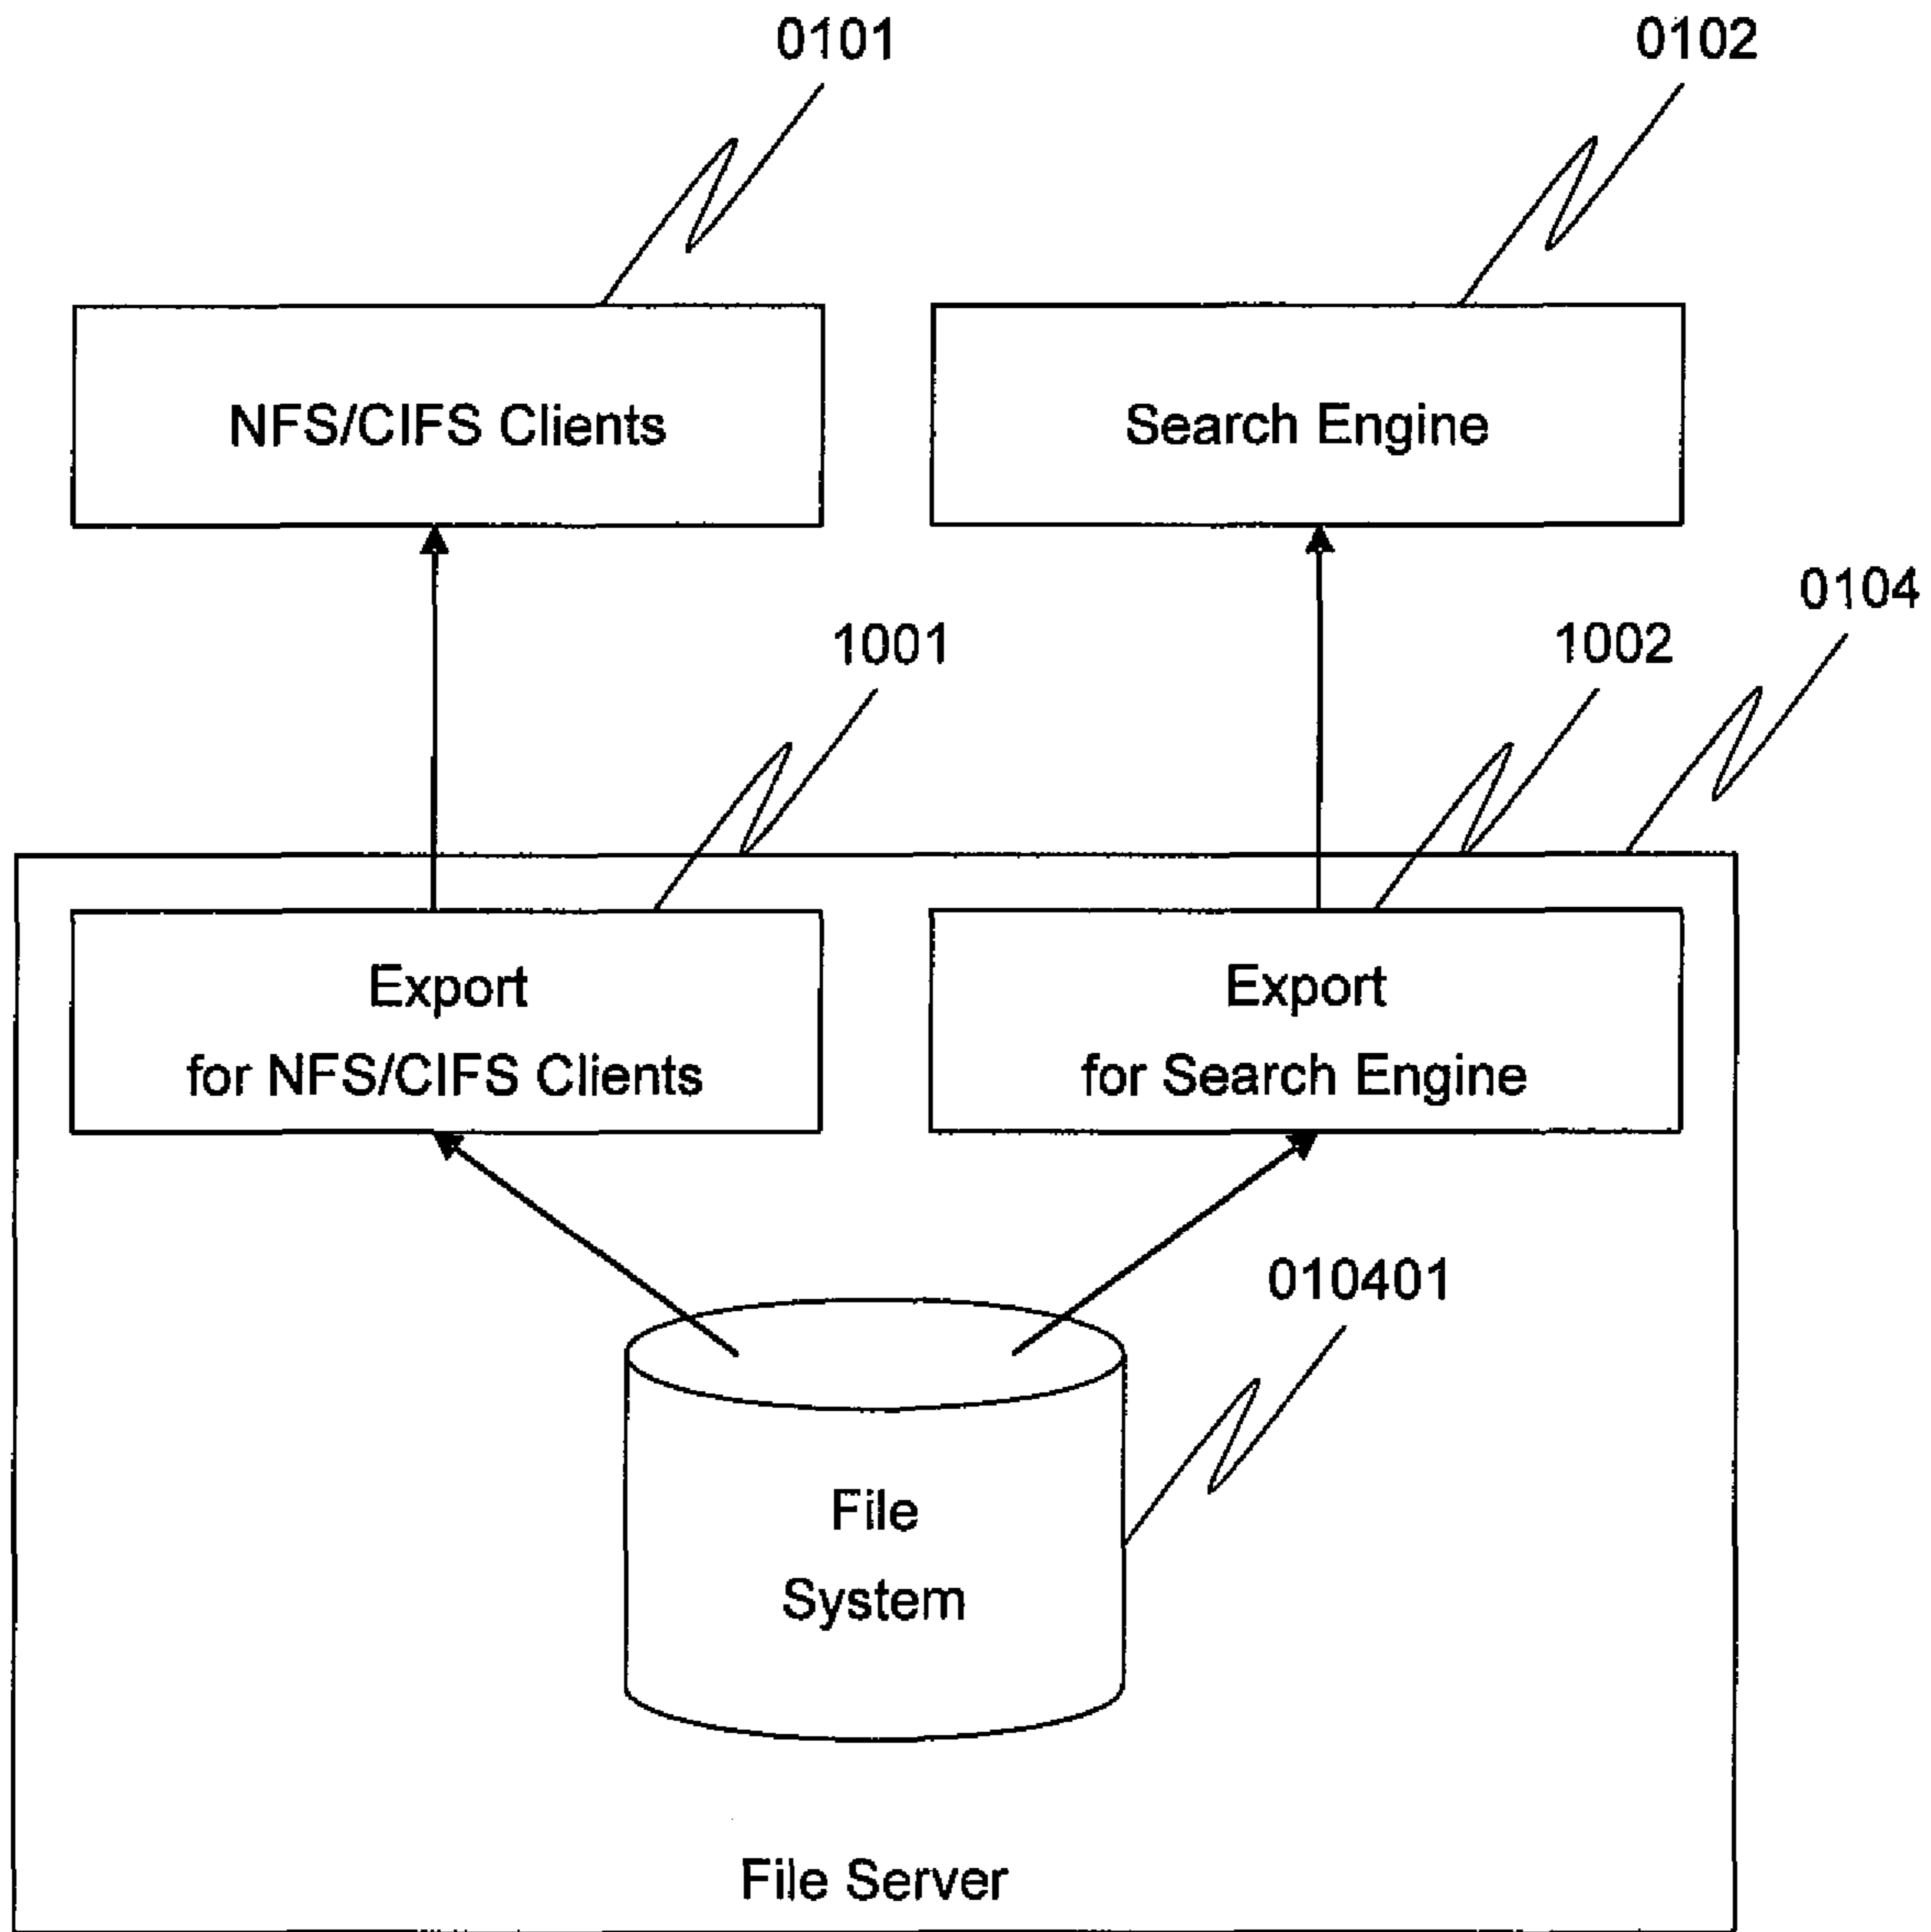 0101
0102
NFS/CIFS Clients
Search Engine
0104
1001
1002
Export
for NFS/CIFS Clients
Export
for Search Engine
010401
File
System
File Server